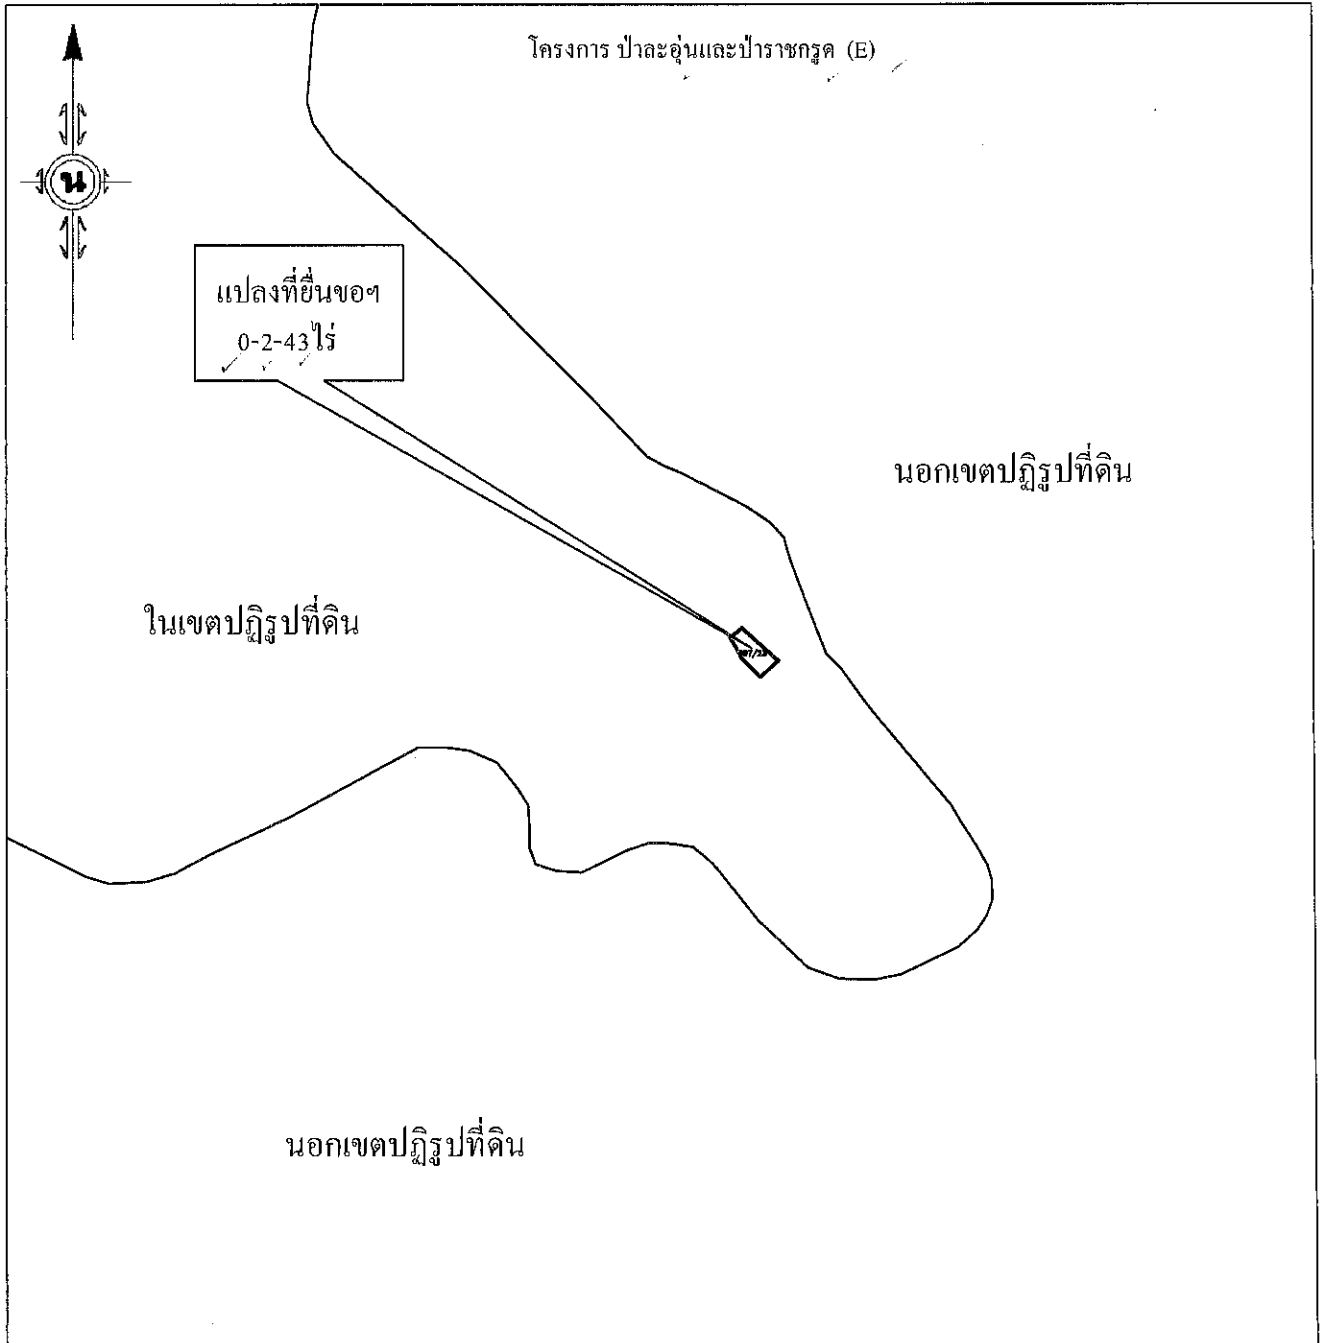 โครงการ ป่าละอุ่นและป่าราชกรูด (E)
น
แปลงที่ยื่นขอฯ
0-2-43ไร่
นอกเขตปฏิรูปที่ดิน
ในเขตปฏิรูปที่ดิน
นอกเขตปฏิรูปที่ดิน